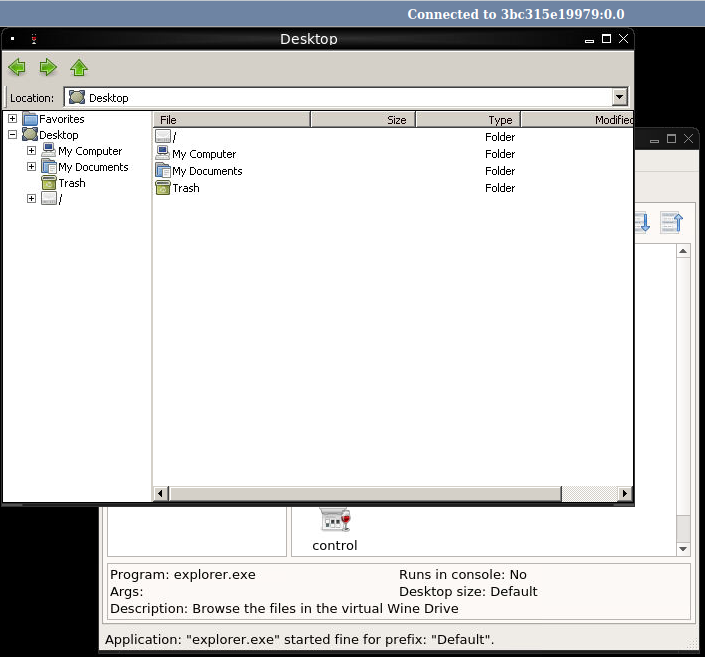 Connected to 3bc315e19979:0.0
Desktop
Location: Desktop
Favorites
Desktop
My Computer
My Documents
Trash
/
File Size Type Modified
/ Folder
My Computer Folder
My Documents Folder
Trash Folder
control
Program: explorer.exe Runs in console: No
Args: Desktop size: Default
Description: Browse the files in the virtual Wine Drive
Application: "explorer.exe" started fine for prefix: "Default".